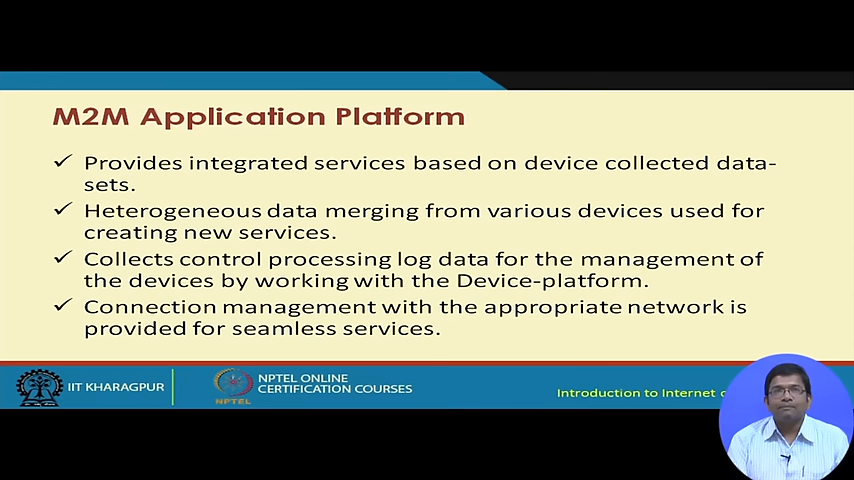 M2M Application Platform
✓ Provides integrated services based on device collected data-
sets.
✓ Heterogeneous data merging from various devices used for
creating new services.
✓ Collects control processing log data for the management of
the devices by working with the Device-platform.
✓ Connection management with the appropriate network is
provided for seamless services.
IIT KHARAGPUR
NPTEL
NPTEL ONLINE
CERTIFICATION COURSES
Introduction to Internet